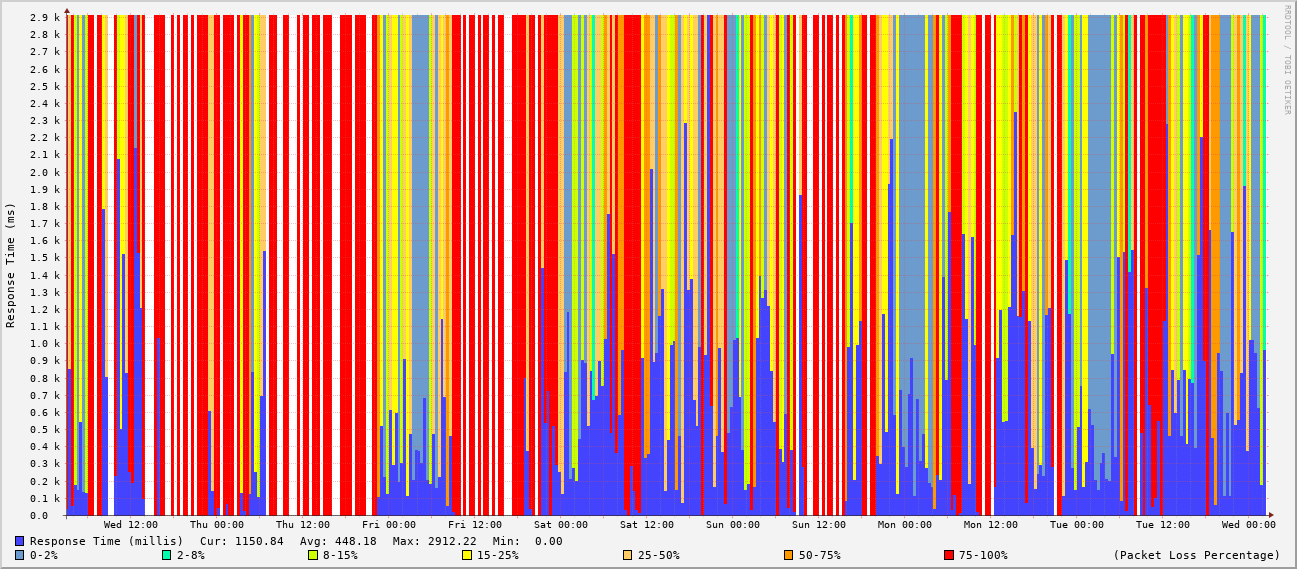 RRDTOOL / TOBI OETIKER
Response Time (ms)
2.9 k
2.8 k
2.7 k
2.6 k
2.5 k
2.4 k
2.3 k
2.2 k
2.1 k
2.0 k
1.9 k
1.8 k
1.7 k
1.6 k
1.5 k
1.4 k
1.3 k
1.2 k
1.1 k
1.0 k
0.9 k
0.8 k
0.7 k
0.6 k
0.5 k
0.4 k
0.3 k
0.2 k
0.1 k
0.0
Wed 12:00 Thu 00:00 Thu 12:00 Fri 00:00 Fri 12:00 Sat 00:00 Sat 12:00 Sun 00:00 Sun 12:00 Mon 00:00 Mon 12:00 Tue 00:00 Tue 12:00 Wed 00:00
Response Time (millis) Cur: 1150.84 Avg: 448.18 Max: 2912.22 Min: 0.00
0-2% 2-8% 8-15% 15-25% 25-50% 50-75% 75-100% (Packet Loss Percentage)